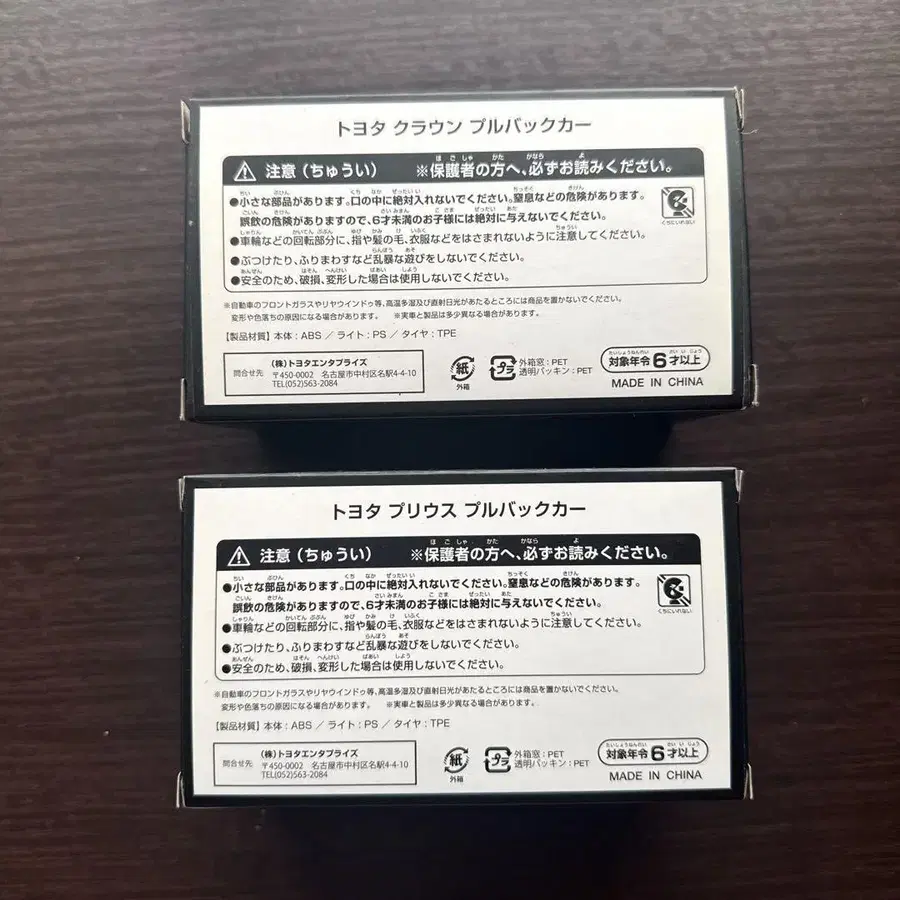 トヨタ クラウン プルバックカー
⚠ 注意（ちゅうい） ※保護者の方へ、必ずお読みください。
●小さな部品があります。口の中に絶対入れないでください。窒息などの危険があります。
誤飲の危険がありますので、6才未満のお子様には絶対に与えないでください。
●車輪などの回転部分に、指や髪の毛、衣服などをはさまれないように注意してください。
●ぶつけたり、ふりまわすなど乱暴な遊びをしないでください。
●安全のため、破損、変形した場合は使用しないでください。
くちにいれない
※自動車のフロントガラスやリヤウインドゥ等、高温多湿及び直射日光があたるところには商品を置かないでください。
変形や色落ちの原因になる場合があります。 ※実車と製品は多少異なる場合があります。
【製品材質】本体：ABS ／ ライト：PS ／ タイヤ：TPE
問合せ先
（株）トヨタエンタプライズ
〒450-0002 名古屋市中村区名駅4-4-10
TEL(052)563-2084
紙
外箱
プラ
外箱窓：PET
透明パッキン：PET
対象年令6才以上
MADE IN CHINA
トヨタ プリウス プルバックカー
⚠ 注意（ちゅうい） ※保護者の方へ、必ずお読みください。
●小さな部品があります。口の中に絶対入れないでください。窒息などの危険があります。
誤飲の危険がありますので、6才未満のお子様には絶対に与えないでください。
●車輪などの回転部分に、指や髪の毛、衣服などをはさまれないように注意してください。
●ぶつけたり、ふりまわすなど乱暴な遊びをしないでください。
●安全のため、破損、変形した場合は使用しないでください。
くちにいれない
※自動車のフロントガラスやリヤウインドゥ等、高温多湿及び直射日光があたるところには商品を置かないでください。
変形や色落ちの原因になる場合があります。 ※実車と製品は多少異なる場合があります。
【製品材質】本体：ABS ／ ライト：PS ／ タイヤ：TPE
問合せ先
（株）トヨタエンタプライズ
〒450-0002 名古屋市中村区名駅4-4-10
TEL(052)563-2084
紙
外箱
プラ
外箱窓：PET
透明パッキン：PET
対象年令6才以上
MADE IN CHINA